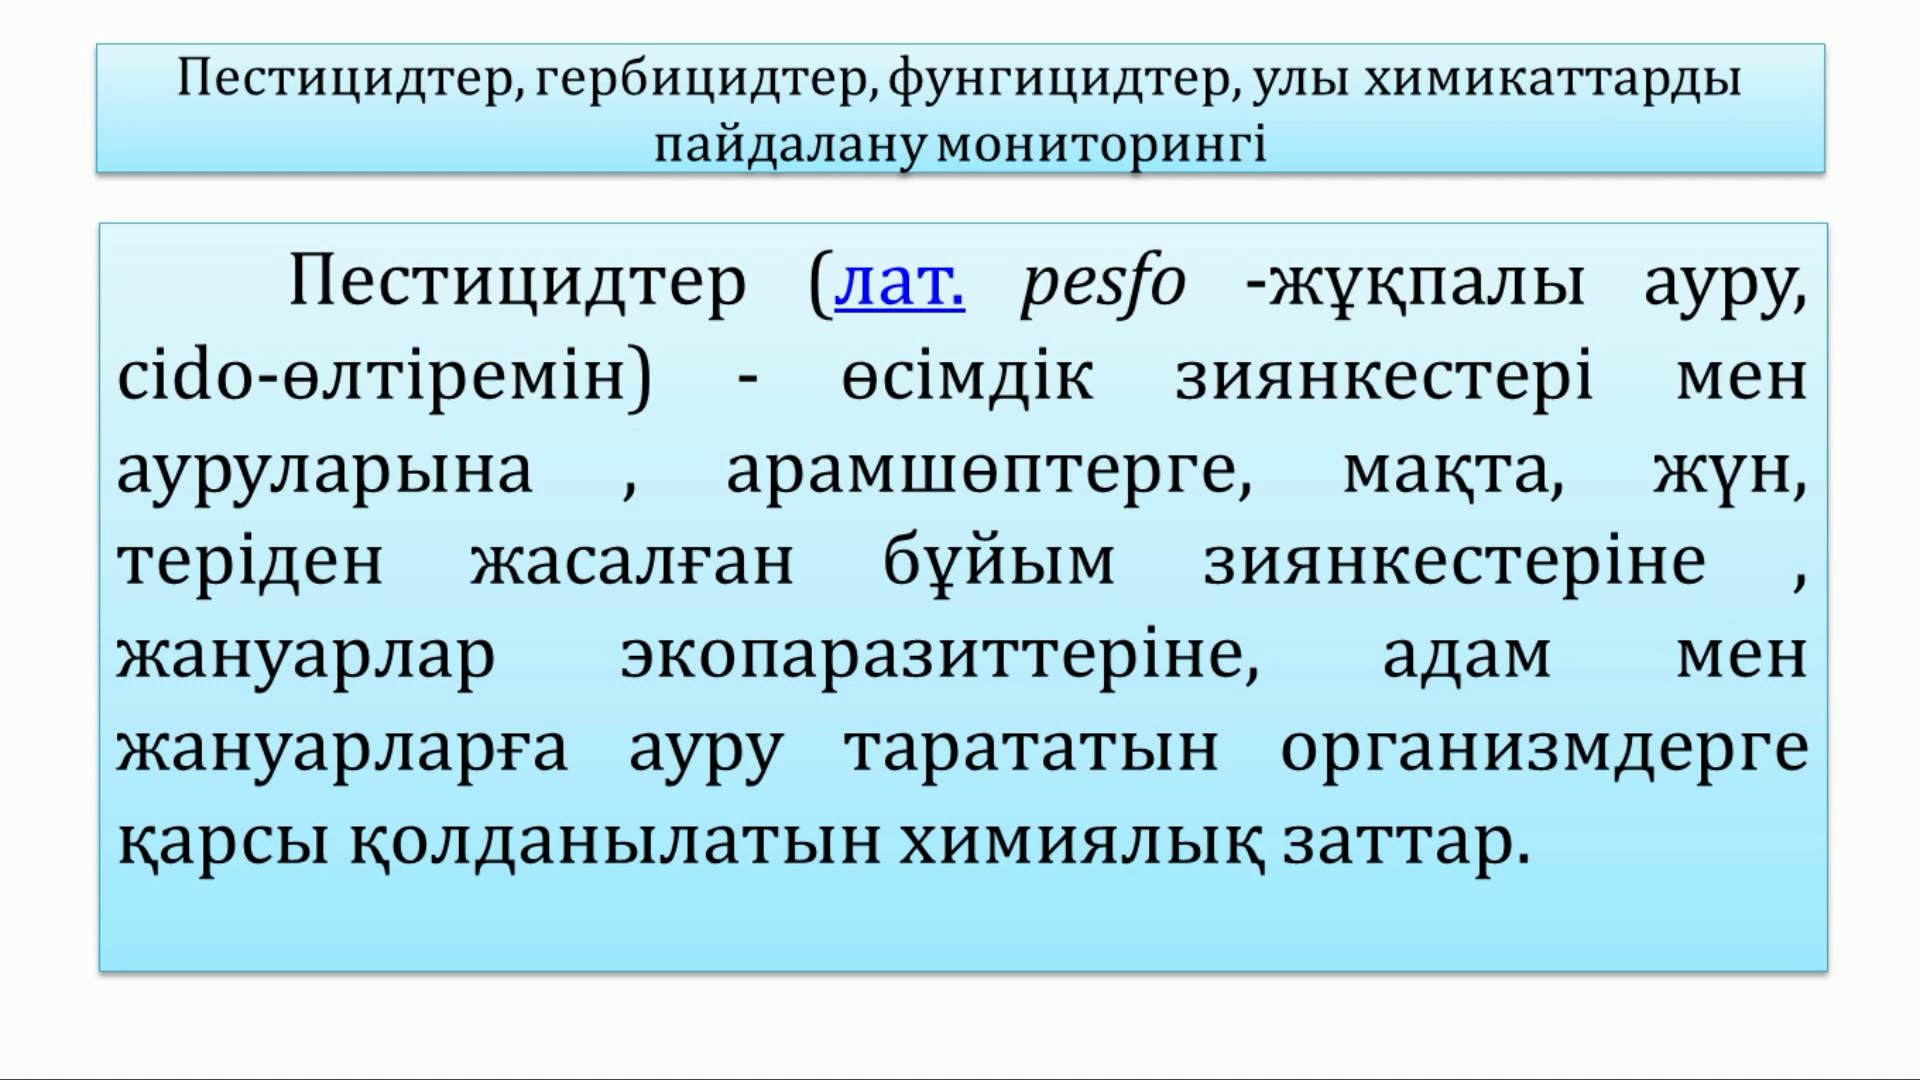 Пестицидтер, гербицидтер, фунгицидтер, улы химикаттарды
пайдалану мониторингі
Пестицидтер (лат. pesfo -жұқпалы ауру,
cido-өлтіремін) - өсімдік зиянкестері мен
ауруларына , арамшөптерге, мақта, жүн,
теріден жасалған бұйым зиянкестеріне ,
жануарлар экопаразиттеріне, адам мен
жануарларға ауру тарататын организмдерге
қарсы қолданылатын химиялық заттар.